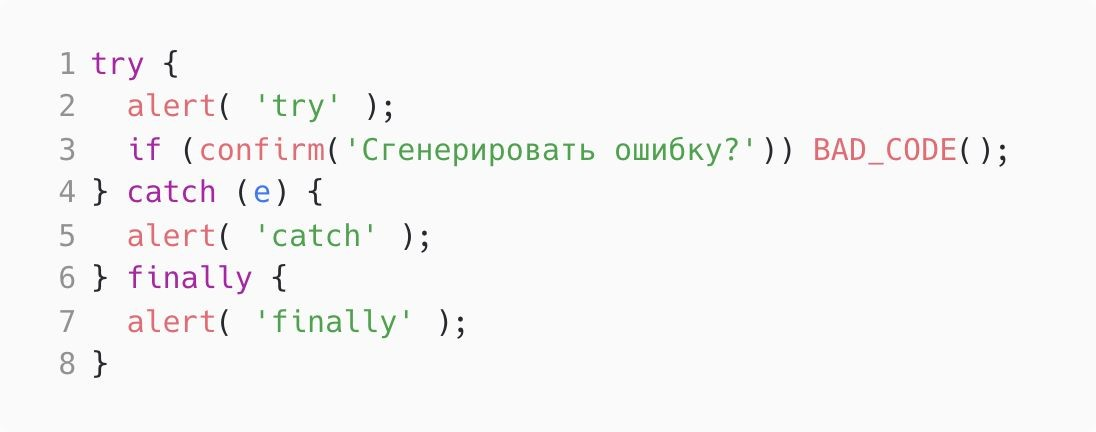 1 try {
2   alert( 'try' );
3   if (confirm('Сгенерировать ошибку?')) BAD_CODE();
4 } catch (e) {
5   alert( 'catch' );
6 } finally {
7   alert( 'finally' );
8 }